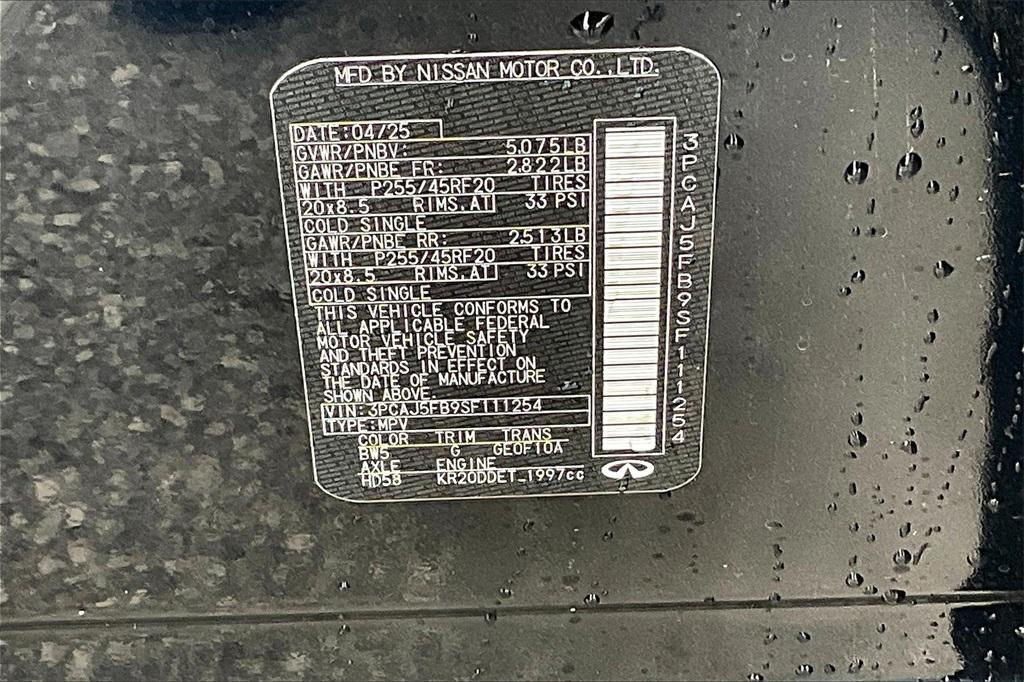 MFD BY NISSAN MOTOR CO.,LTD.
DATE:04/25
GVWR/PNBV: 5,075LB
GAWR/PNBE FR: 2,822LB
WITH P255/45RF20 TIRES
20x8.5 RIMS,AT 33 PSI
COLD SINGLE
GAWR/PNBE RR: 2,513LB
WITH P255/45RF20 TIRES
20x8.5 RIMS,AT 33 PSI
COLD SINGLE
THIS VEHICLE CONFORMS TO
ALL APPLICABLE FEDERAL
MOTOR VEHICLE SAFETY
AND THEFT PREVENTION
STANDARDS IN EFFECT ON
THE DATE OF MANUFACTURE
SHOWN ABOVE.
VIN:3PCAJ5FB9SF111254
TYPE:MPV
COLOR TRIM TRANS
BW5 G GE0F10A
AXLE ENGINE
HD58 KR20DDET_1997cc
3PCAJ5FB9SF111254